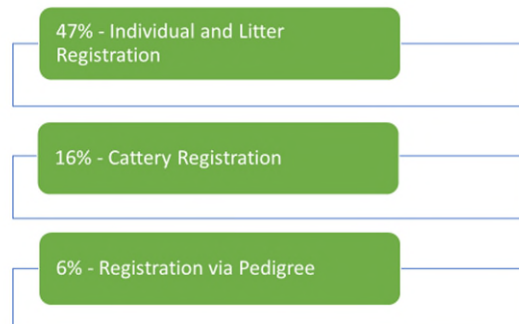 47% - Individual and Litter
Registration
16% - Cattery Registration
6% - Registration via Pedigree